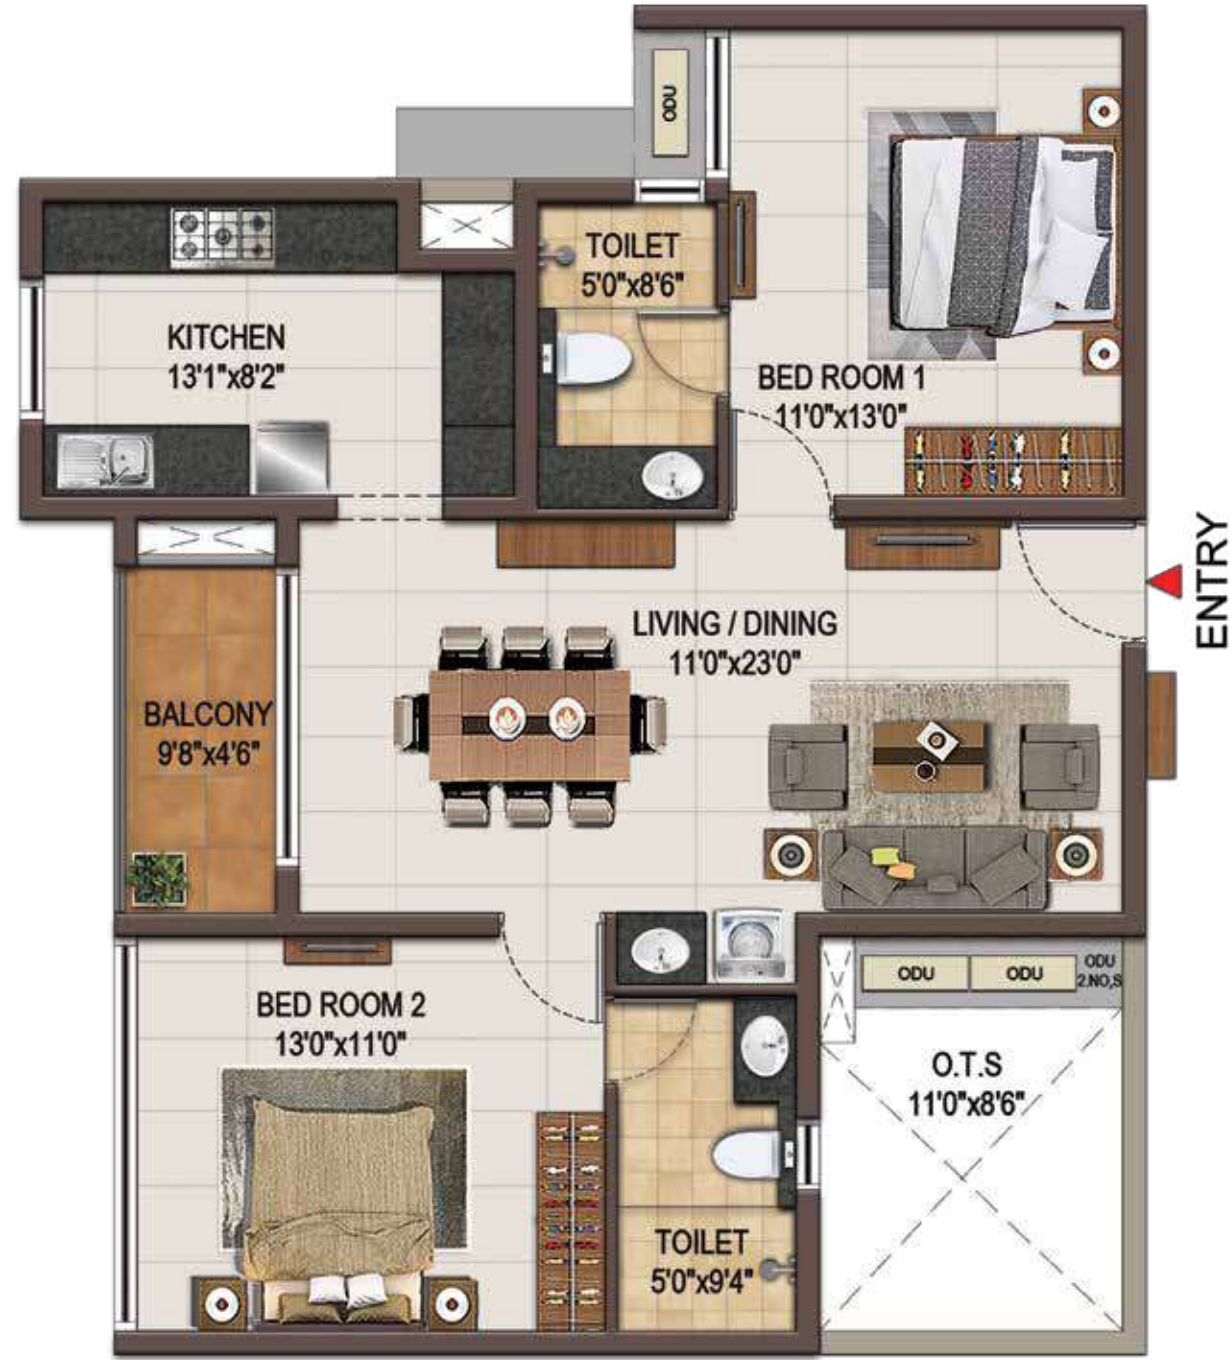 ODU
TOILET
5'0"x8'6"
KITCHEN
13'1"x8'2"
BED ROOM 1
11'0"x13'0"
ENTRY
LIVING / DINING
11'0"x23'0"
BALCONY
9'8"x4'6"
ODU
ODU
ODU
2.NO,S
BED ROOM 2
13'0"x11'0"
O.T.S
11'0"x8'6"
TOILET
5'0"x9'4"